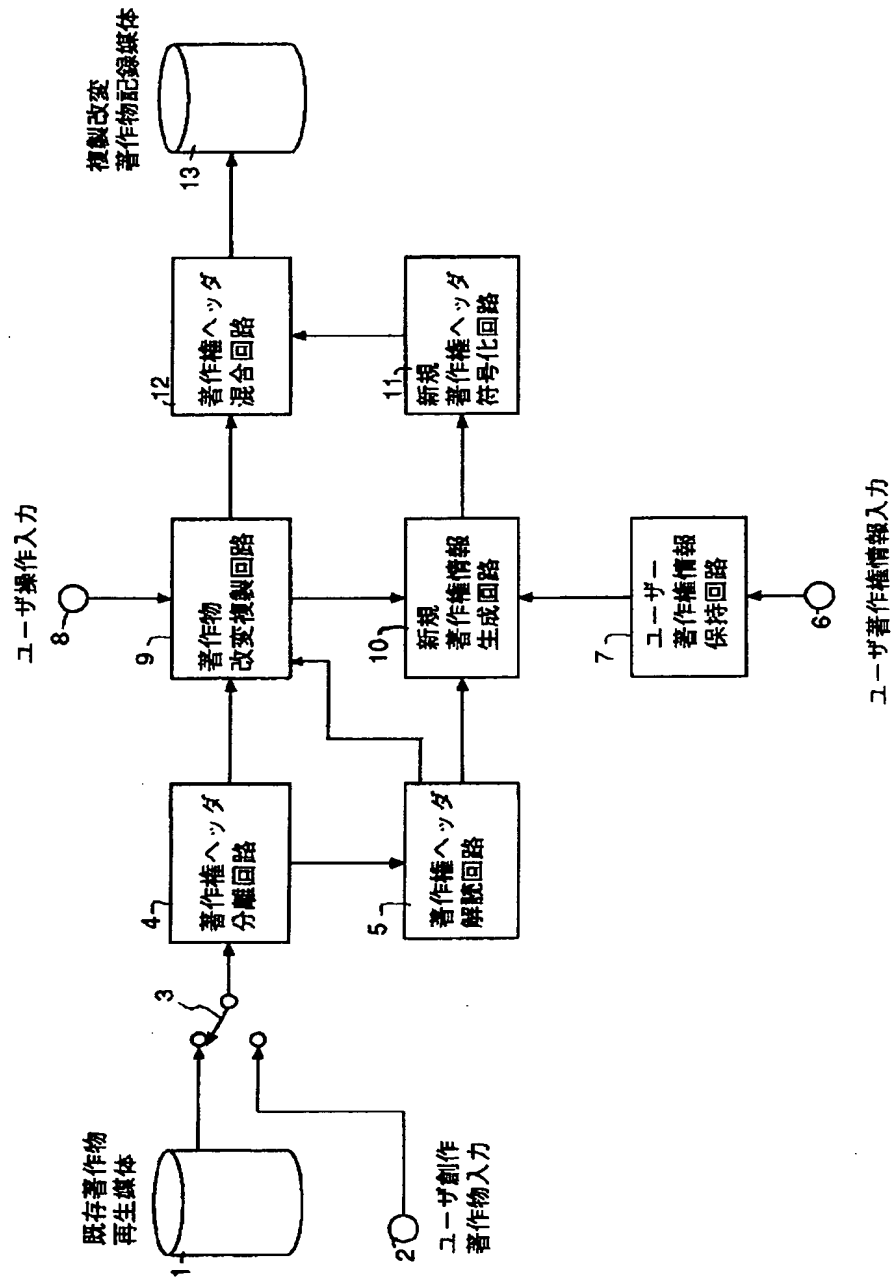 既存著作物
再生媒体
1
2
ユーザ創作
著作物入力
3
4
著作権ヘッダ
分離回路
5
著作権ヘッダ
解読回路
ユーザ操作入力
8
9
著作物
改変複製回路
10
新規
著作権情報
生成回路
7
ユーザー
著作権情報
保持回路
6
ユーザ著作権情報入力
12
著作権ヘッダ
混合回路
11
新規
著作権ヘッダ
符号化回路
複製改変
著作物記録媒体
13